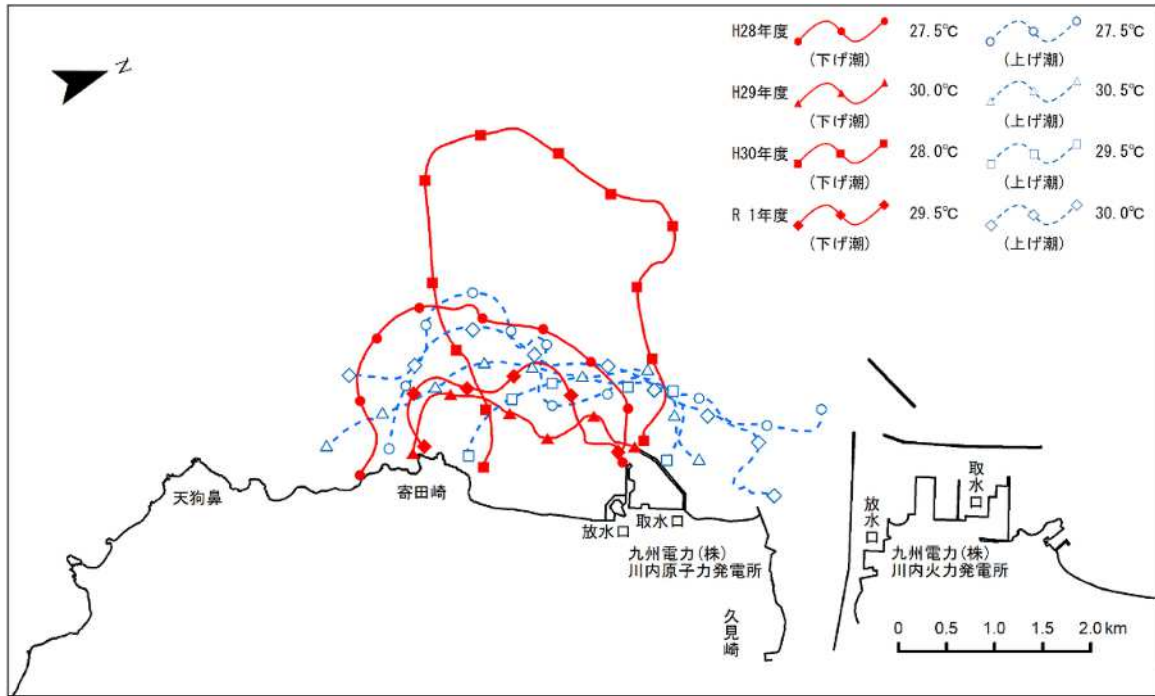 H28年度 27.5℃ 27.5℃
(下げ潮) (上げ潮)
H29年度 30.0℃ 30.5℃
(下げ潮) (上げ潮)
H30年度 28.0℃ 29.5℃
(下げ潮) (上げ潮)
R 1年度 29.5℃ 30.0℃
(下げ潮) (上げ潮)
N
天狗鼻
寄田崎
放水口
取水口
九州電力(株)
川内原子力発電所
久見崎
放水口
取水口
九州電力(株)
川内火力発電所
0 0.5 1.0 1.5 2.0 km